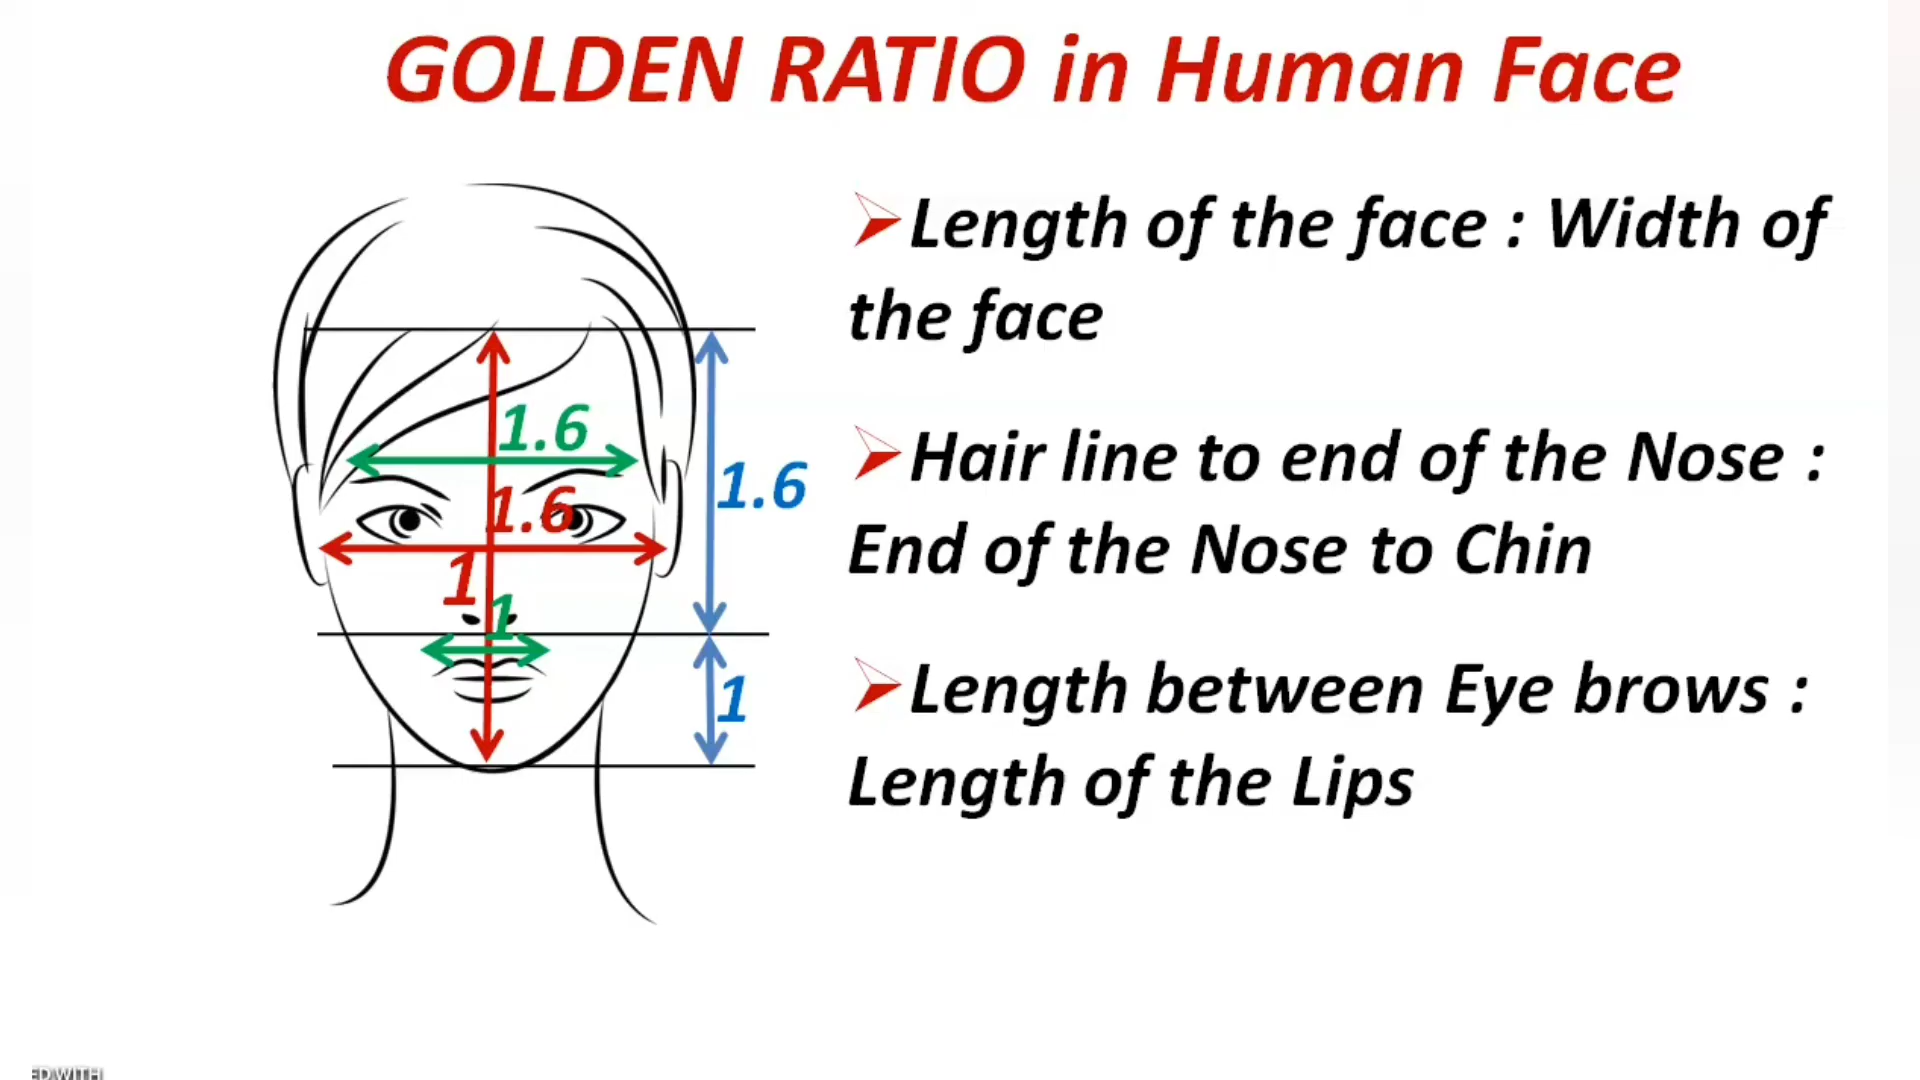 GOLDEN RATIO in Human Face
➢Length of the face : Width of
the face
➢Hair line to end of the Nose :
End of the Nose to Chin
➢Length between Eye brows :
Length of the Lips
1.6
1.6
1.6
1
1
1
ED WITH